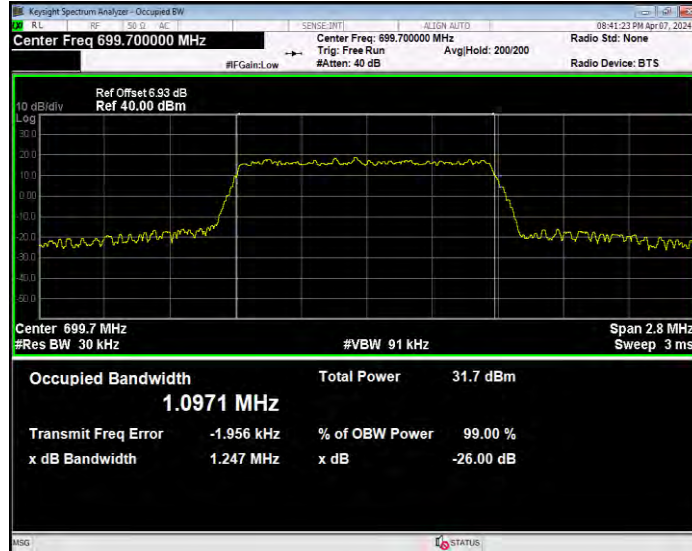 Keysight Spectrum Analyzer - Occupied BW
RL RF 50 Ω AC SENSE:INT ALIGN AUTO 08:41:23 PM Apr 07, 2024
Center Freq 699.700000 MHz Center Freq: 699.700000 MHz Radio Std: None
Trig: Free Run Avg|Hold: 200/200
#IFGain:Low #Atten: 40 dB Radio Device: BTS
Ref Offset 6.93 dB
10 dB/div Ref 40.00 dBm
Log
30.0
20.0
10.0
0.00
-10.0
-20.0
-30.0
-40.0
-50.0
Center 699.7 MHz Span 2.8 MHz
#Res BW 30 kHz #VBW 91 kHz Sweep 3 ms
Occupied Bandwidth Total Power 31.7 dBm
1.0971 MHz
Transmit Freq Error -1.956 kHz % of OBW Power 99.00 %
x dB Bandwidth 1.247 MHz x dB -26.00 dB
MSG STATUS